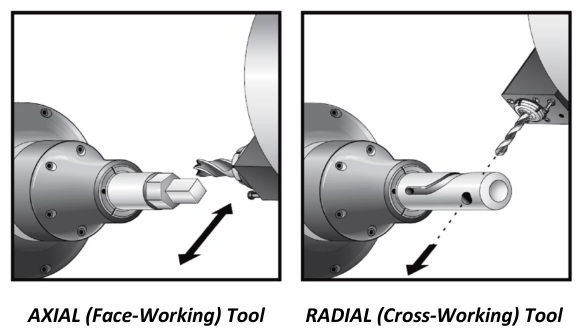 AXIAL (Face-Working) Tool
RADIAL (Cross-Working) Tool